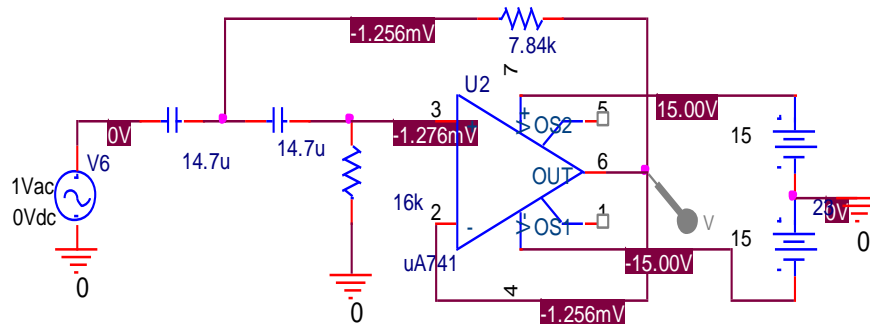 -1.256mV
7.84k
7
U2
3
5
15.00V
+
V+
OS2
0V
-1.276mV
15
14.7u
14.7u
V6
6
OUT
1Vac
0Vdc
16k
2
1
V
0V
-
V-
OS1
15
0
uA741
-15.00V
0
0
4
-1.256mV